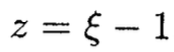 z = ξ − 1